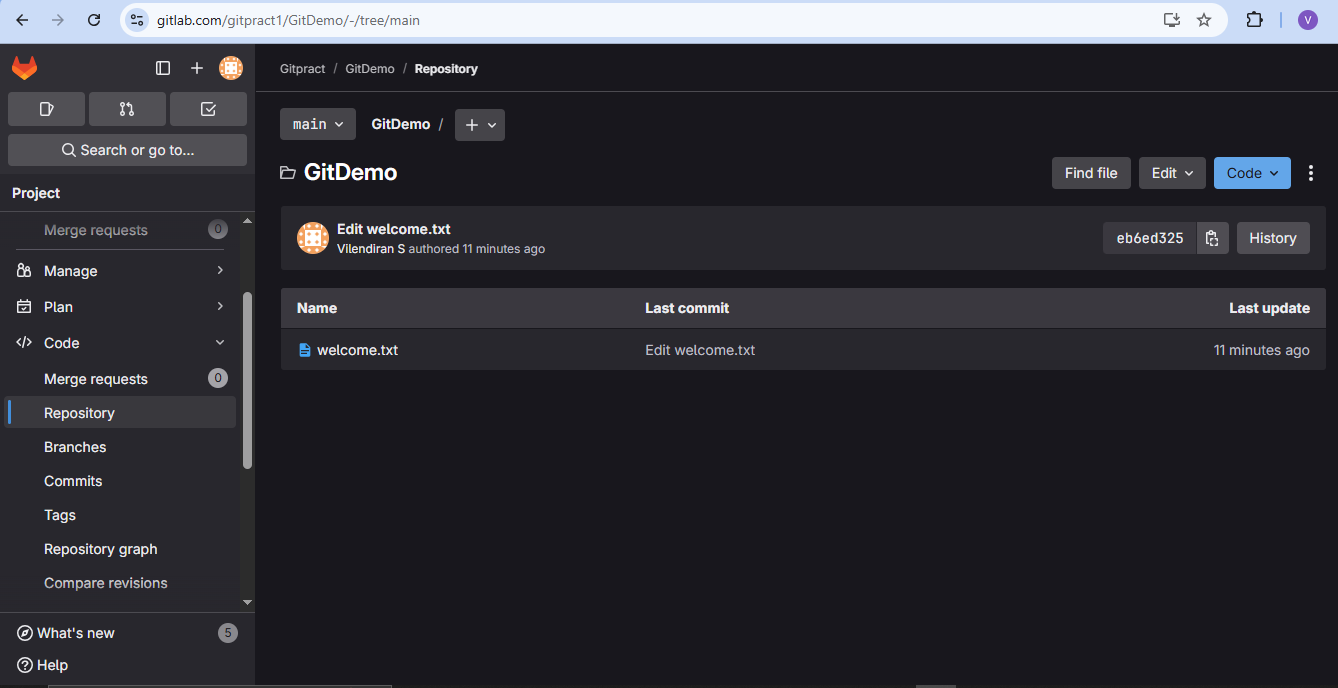 gitlab.com/gitpract1/GitDemo/-/tree/main
V
Gitpract / GitDemo / Repository
main
GitDemo /
Search or go to...
GitDemo
Find file
Edit
Code
Project
Merge requests 0
Manage
Plan
Code
Merge requests 0
Repository
Branches
Commits
Tags
Repository graph
Compare revisions
What's new 5
Help
Edit welcome.txt
Vilendiran S authored 11 minutes ago
eb6ed325
History
Name Last commit Last update
welcome.txt Edit welcome.txt 11 minutes ago